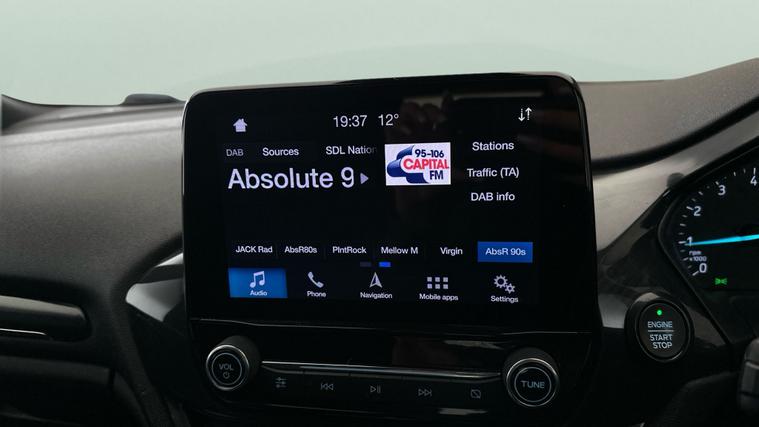 19:37 12°
DAB Sources SDL Nation
95-106
CAPITAL
FM
Stations
Absolute 9
Traffic (TA)
DAB info
JACK Rad AbsR80s PlntRock Mellow M Virgin AbsR 90s
Audio Phone Navigation Mobile apps Settings
VOL
TUNE
ENGINE
START
STOP
4
3
2
1
rpm
x1000
0